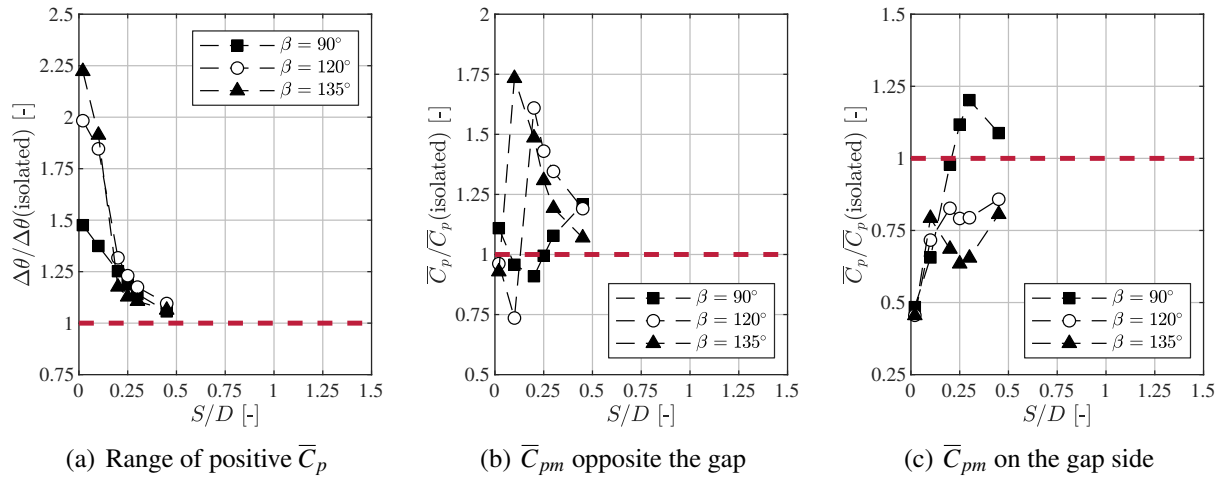 2.5
2.25
2
1.75
1.5
1.25
1
0.75
Δθ/Δθ(isolated) [-]
β = 90°
β = 120°
β = 135°
0 0.25 0.5 0.75 1 1.25 1.5
S/D [-]
(a) Range of positive C̅p
2
1.75
1.5
1.25
1
0.75
0.5
C̅p/C̅p(isolated) [-]
β = 90°
β = 120°
β = 135°
0 0.25 0.5 0.75 1 1.25 1.5
S/D [-]
(b) C̅pm opposite the gap
1.5
1.25
1
0.75
0.5
0.25
C̅p/C̅p(isolated) [-]
β = 90°
β = 120°
β = 135°
0 0.25 0.5 0.75 1 1.25 1.5
S/D [-]
(c) C̅pm on the gap side